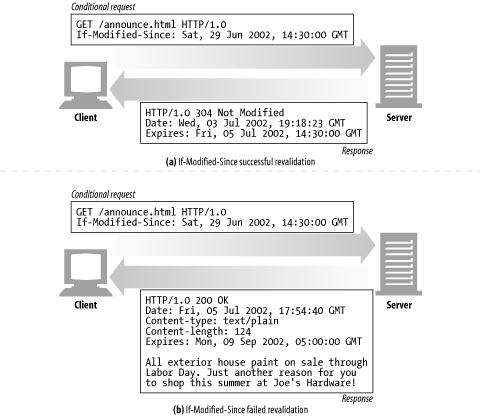 Conditional request
GET /announce.html HTTP/1.0
If-Modified-Since: Sat, 29 Jun 2002, 14:30:00 GMT
Client
Server
HTTP/1.0 304 Not Modified
Date: Wed, 03 Jul 2002, 19:18:23 GMT
Expires: Fri, 05 Jul 2002, 14:30:00 GMT
Response
(a) If-Modified-Since successful revalidation
Conditional request
GET /announce.html HTTP/1.0
If-Modified-Since: Sat, 29 Jun 2002, 14:30:00 GMT
Client
Server
HTTP/1.0 200 OK
Date: Fri, 05 Jul 2002, 17:54:40 GMT
Content-type: text/plain
Content-length: 124
Expires: Mon, 09 Sep 2002, 05:00:00 GMT
All exterior house paint on sale through
Labor Day. Just another reason for you
to shop this summer at Joe's Hardware!
Response
(b) If-Modified-Since failed revalidation